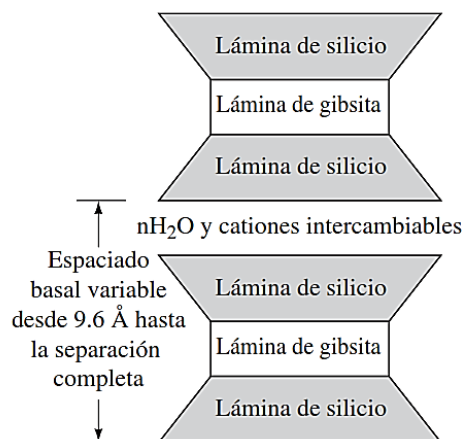 Lámina de silicio
Lámina de gibsita
Lámina de silicio
nH₂O y cationes intercambiables
Espaciado
basal variable
desde 9.6 Å hasta
la separación
completa
Lámina de silicio
Lámina de gibsita
Lámina de silicio